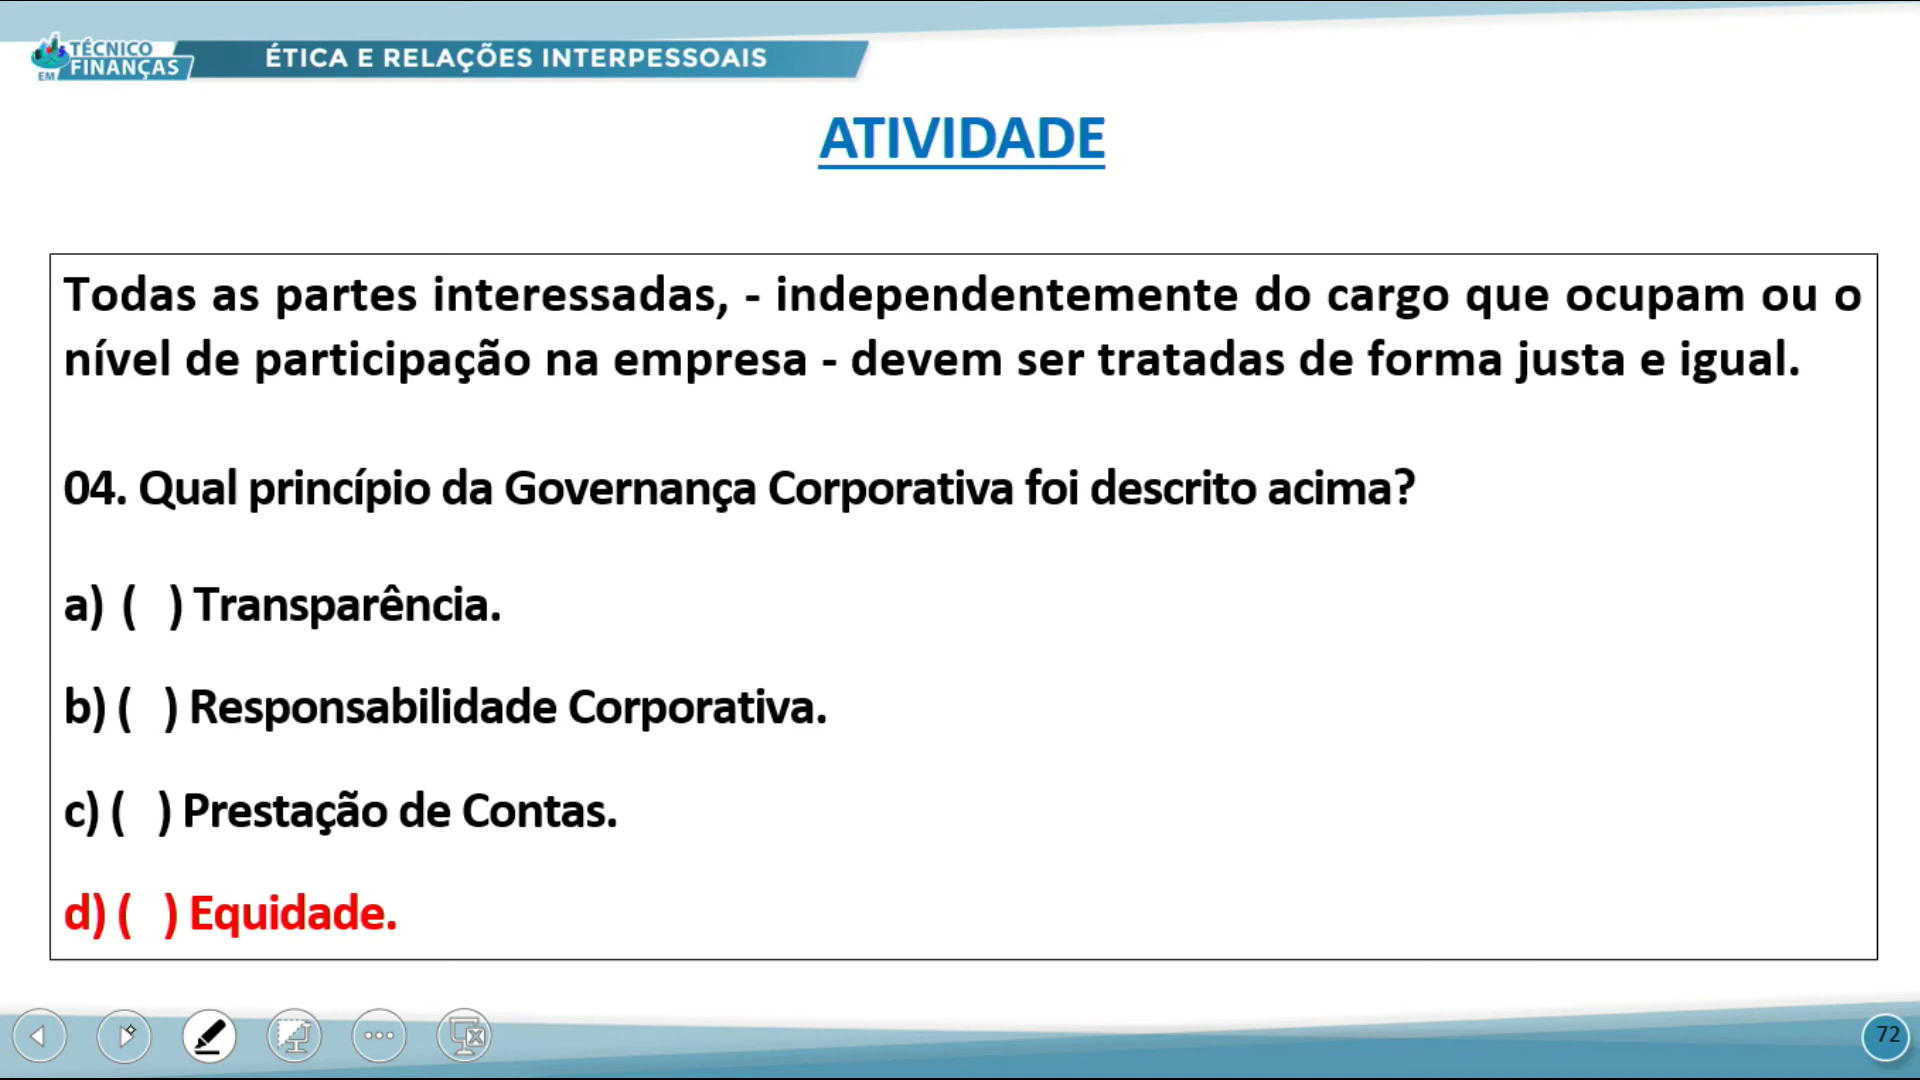 TÉCNICO
EM FINANÇAS
ÉTICA E RELAÇÕES INTERPESSOAIS
ATIVIDADE
Todas as partes interessadas, - independentemente do cargo que ocupam ou o
nível de participação na empresa - devem ser tratadas de forma justa e igual.
04. Qual princípio da Governança Corporativa foi descrito acima?
a) (   ) Transparência.
b) (   ) Responsabilidade Corporativa.
c) (   ) Prestação de Contas.
d) (   ) Equidade.
72